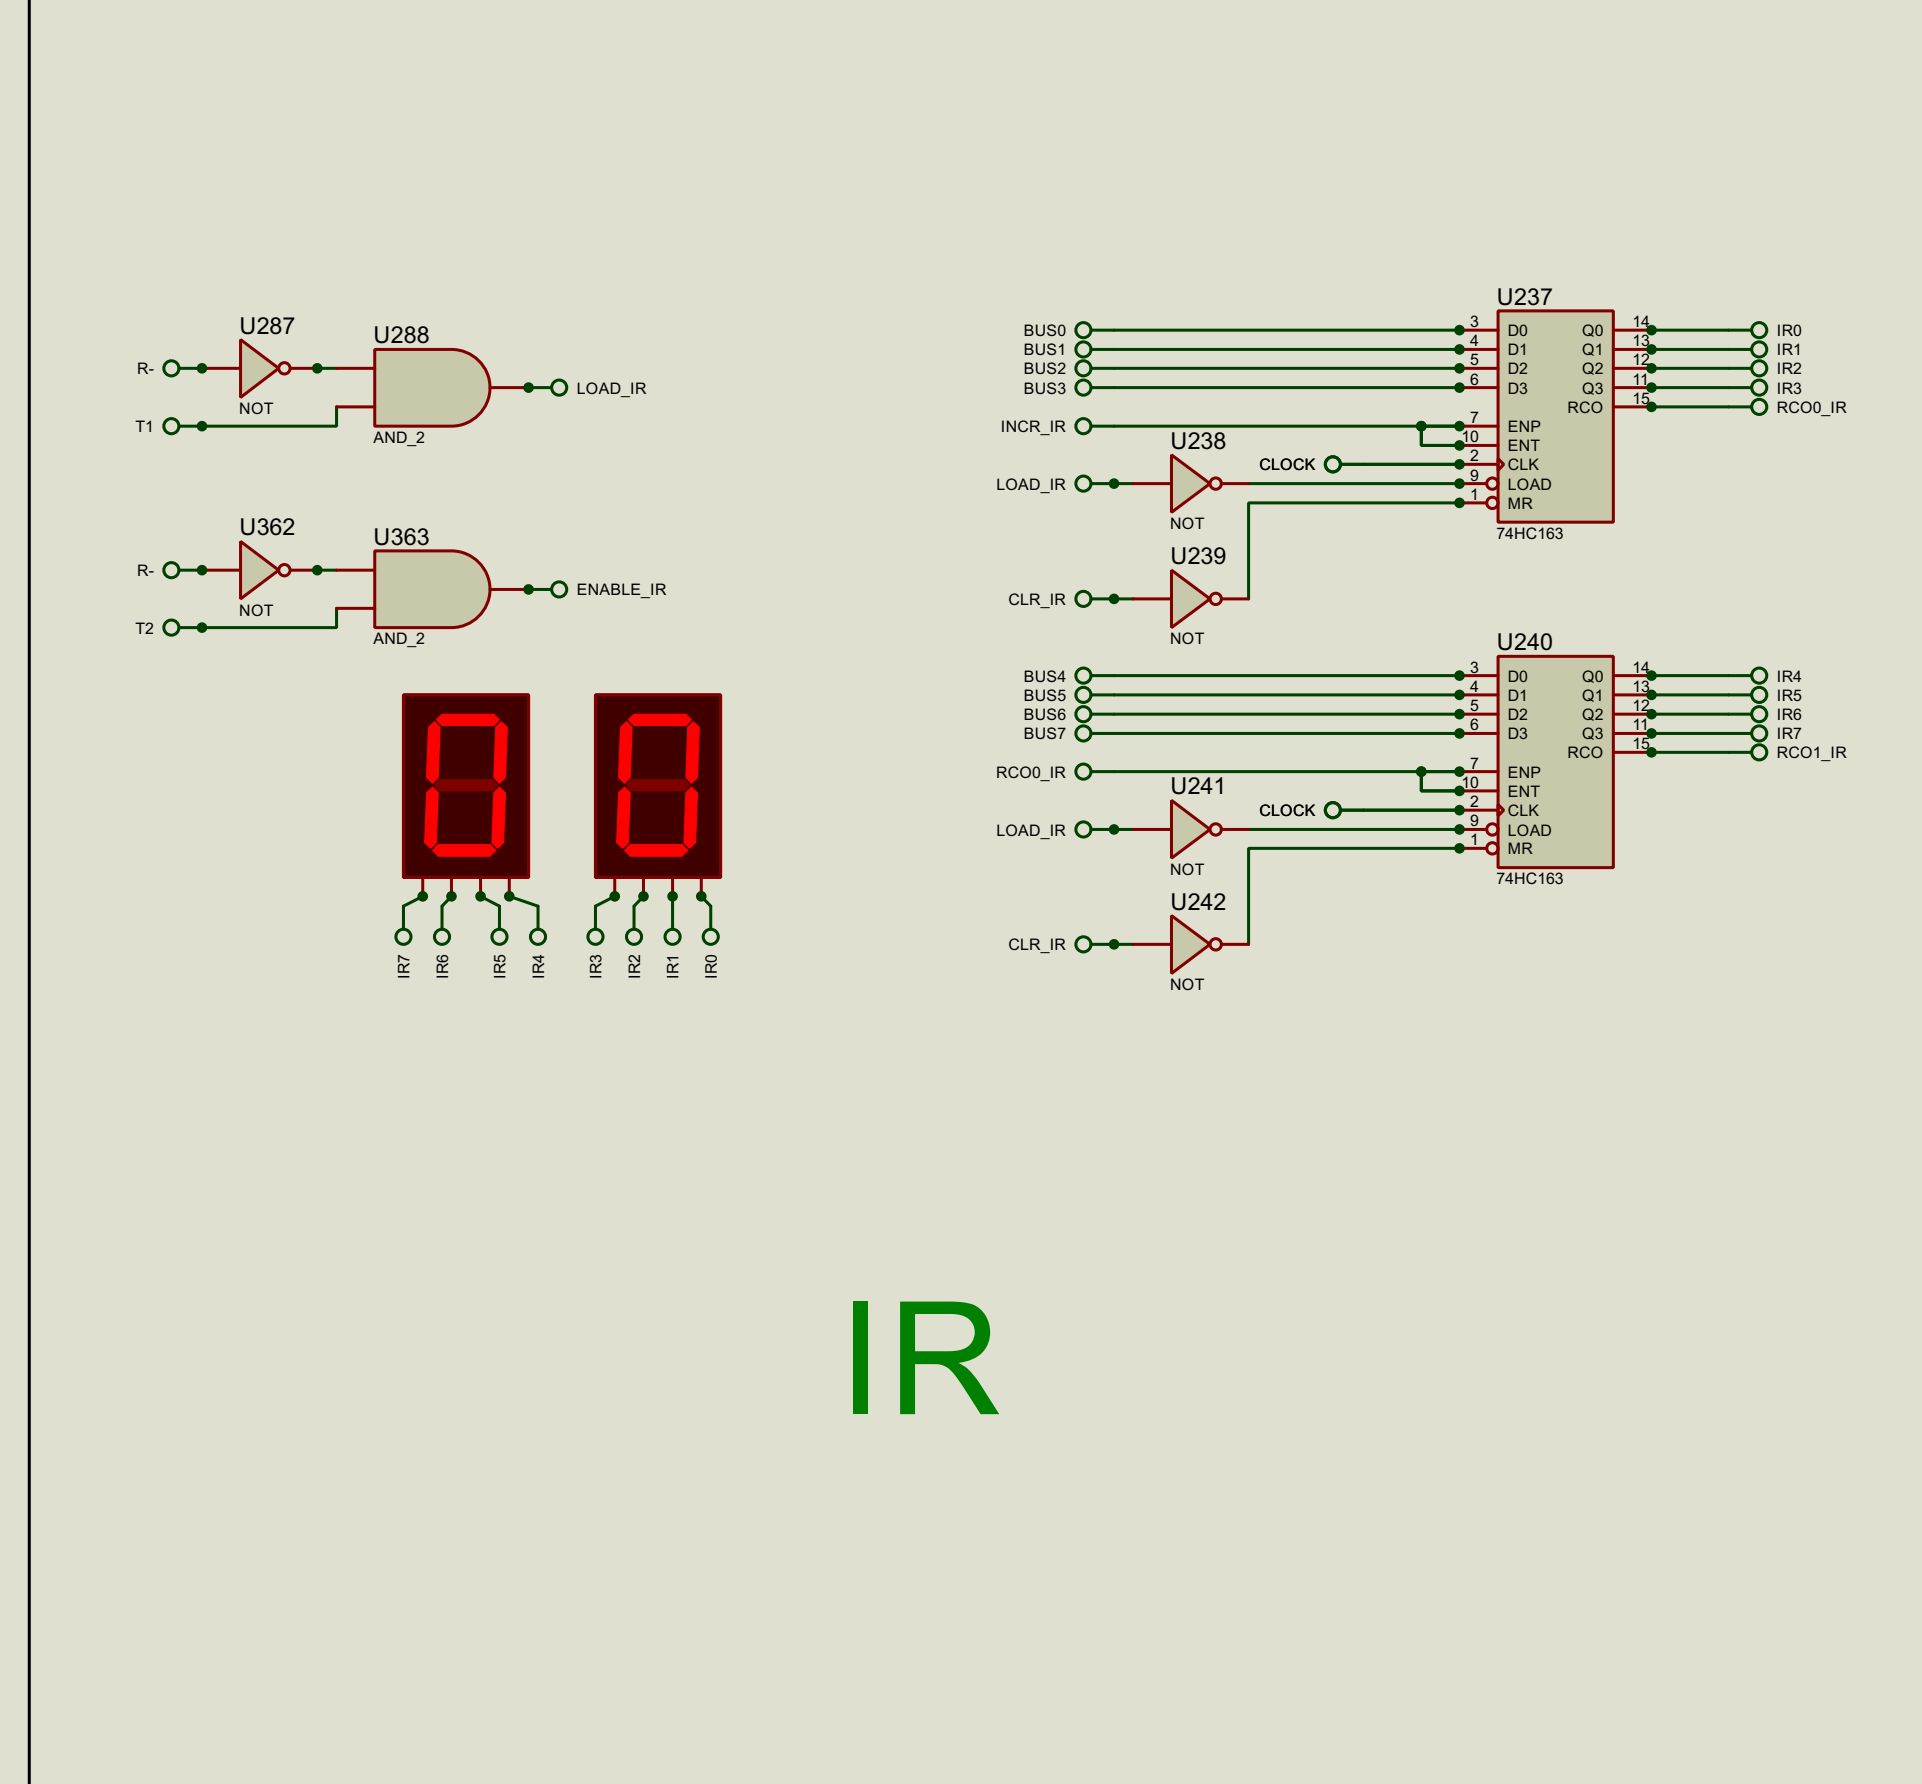 U287
R-
NOT
T1
U288
AND_2
LOAD_IR
U362
R-
NOT
T2
U363
AND_2
ENABLE_IR
IR7 IR6 IR5 IR4 IR3 IR2 IR1 IR0
U237
BUS0 3 D0 Q0 14 IR0
BUS1 4 D1 Q1 13 IR1
BUS2 5 D2 Q2 12 IR2
BUS3 6 D3 Q3 11 IR3
RCO 15 RCO0_IR
INCR_IR 7 ENP
10 ENT
U238
CLOCK 2 CLK
LOAD_IR 9 LOAD
1 MR
NOT
74HC163
U239
CLR_IR
NOT
U240
BUS4 3 D0 Q0 14 IR4
BUS5 4 D1 Q1 13 IR5
BUS6 5 D2 Q2 12 IR6
BUS7 6 D3 Q3 11 IR7
RCO 15 RCO1_IR
RCO0_IR 7 ENP
10 ENT
U241
CLOCK 2 CLK
LOAD_IR 9 LOAD
1 MR
NOT
74HC163
U242
CLR_IR
NOT
IR